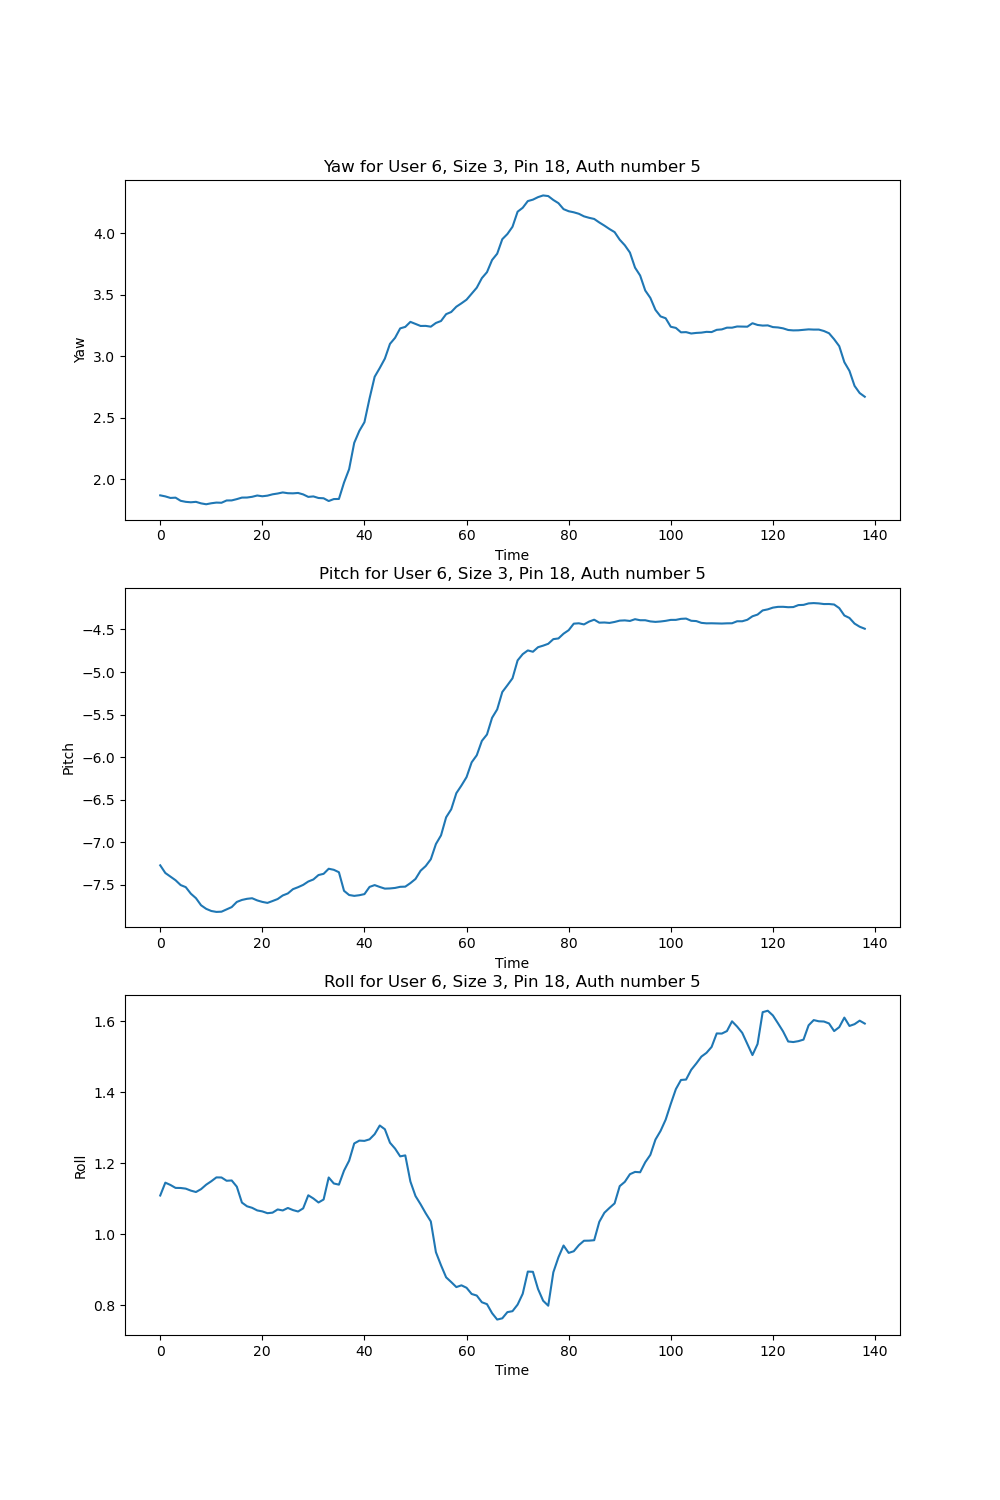 Yaw for User 6, Size 3, Pin 18, Auth number 5
4.0
3.5
3.0
2.5
2.0
Yaw
0 20 40 60 80 100 120 140
Time
Pitch for User 6, Size 3, Pin 18, Auth number 5
−4.5
−5.0
−5.5
−6.0
−6.5
−7.0
−7.5
Pitch
0 20 40 60 80 100 120 140
Time
Roll for User 6, Size 3, Pin 18, Auth number 5
1.6
1.4
1.2
1.0
0.8
Roll
0 20 40 60 80 100 120 140
Time